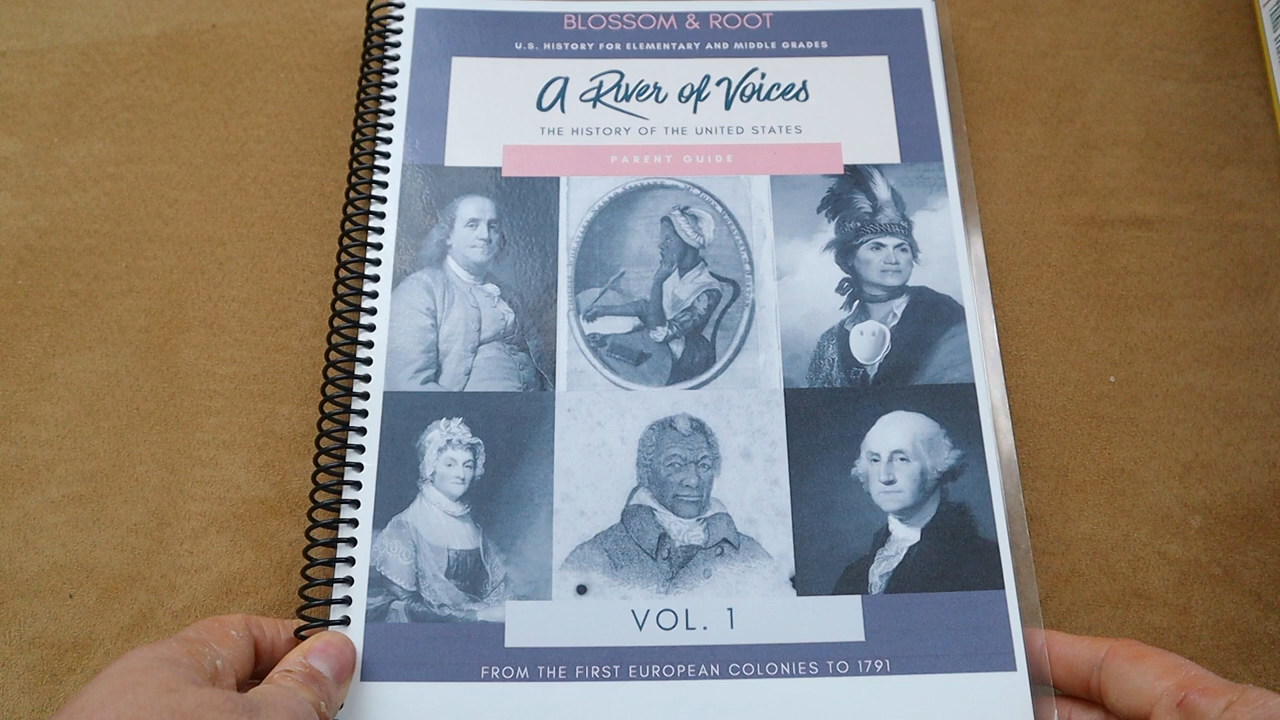 BLOSSOM & ROOT
U.S. HISTORY FOR ELEMENTARY AND MIDDLE GRADES
A River of Voices
THE HISTORY OF THE UNITED STATES
PARENT GUIDE
VOL. 1
FROM THE FIRST EUROPEAN COLONIES TO 1791